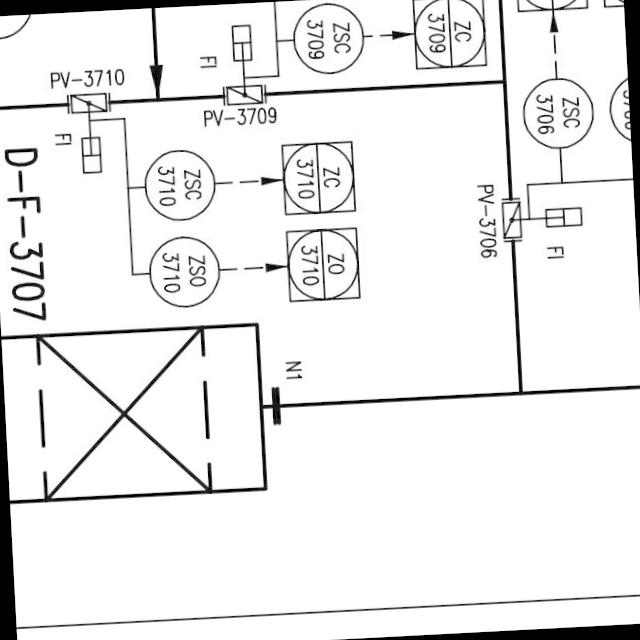 ZSC
3709
ZC
3709
FI
PV-3710
PV-3709
FI
ZSC
3706
ZSC
3710
ZC
3710
PV-3706
FI
ZSO
3710
ZO
3710
D-F-3707
N1